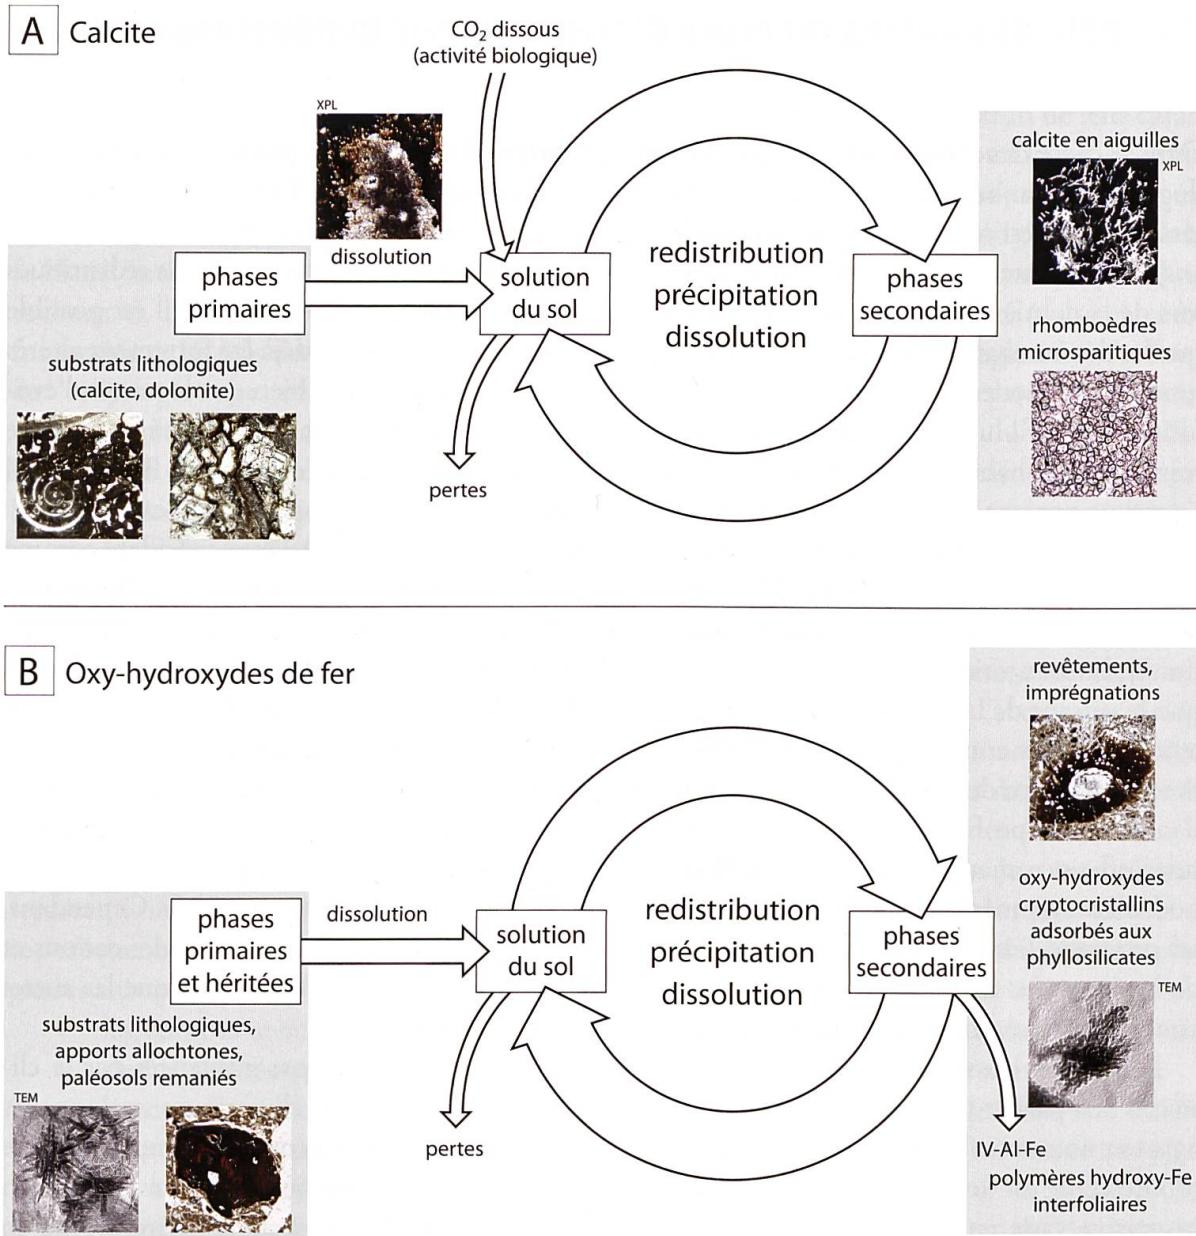 A Calcite
CO₂ dissous
(activité biologique)
XPL
dissolution
phases
primaires
solution
du sol
redistribution
précipitation
dissolution
phases
secondaires
calcite en aiguilles
XPL
rhomboèdres
microsparitiques
substrats lithologiques
(calcite, dolomite)
pertes
B Oxy-hydroxydes de fer
revêtements,
imprégnations
phases
primaires
et héritées
dissolution
solution
du sol
redistribution
précipitation
dissolution
phases
secondaires
oxy-hydroxydes
cryptocristallins
adsorbés aux
phyllosilicates
TEM
substrats lithologiques,
apports allochtones,
paléosols remaniés
TEM
pertes
IV-Al-Fe
polymères hydroxy-Fe
interfoliaires